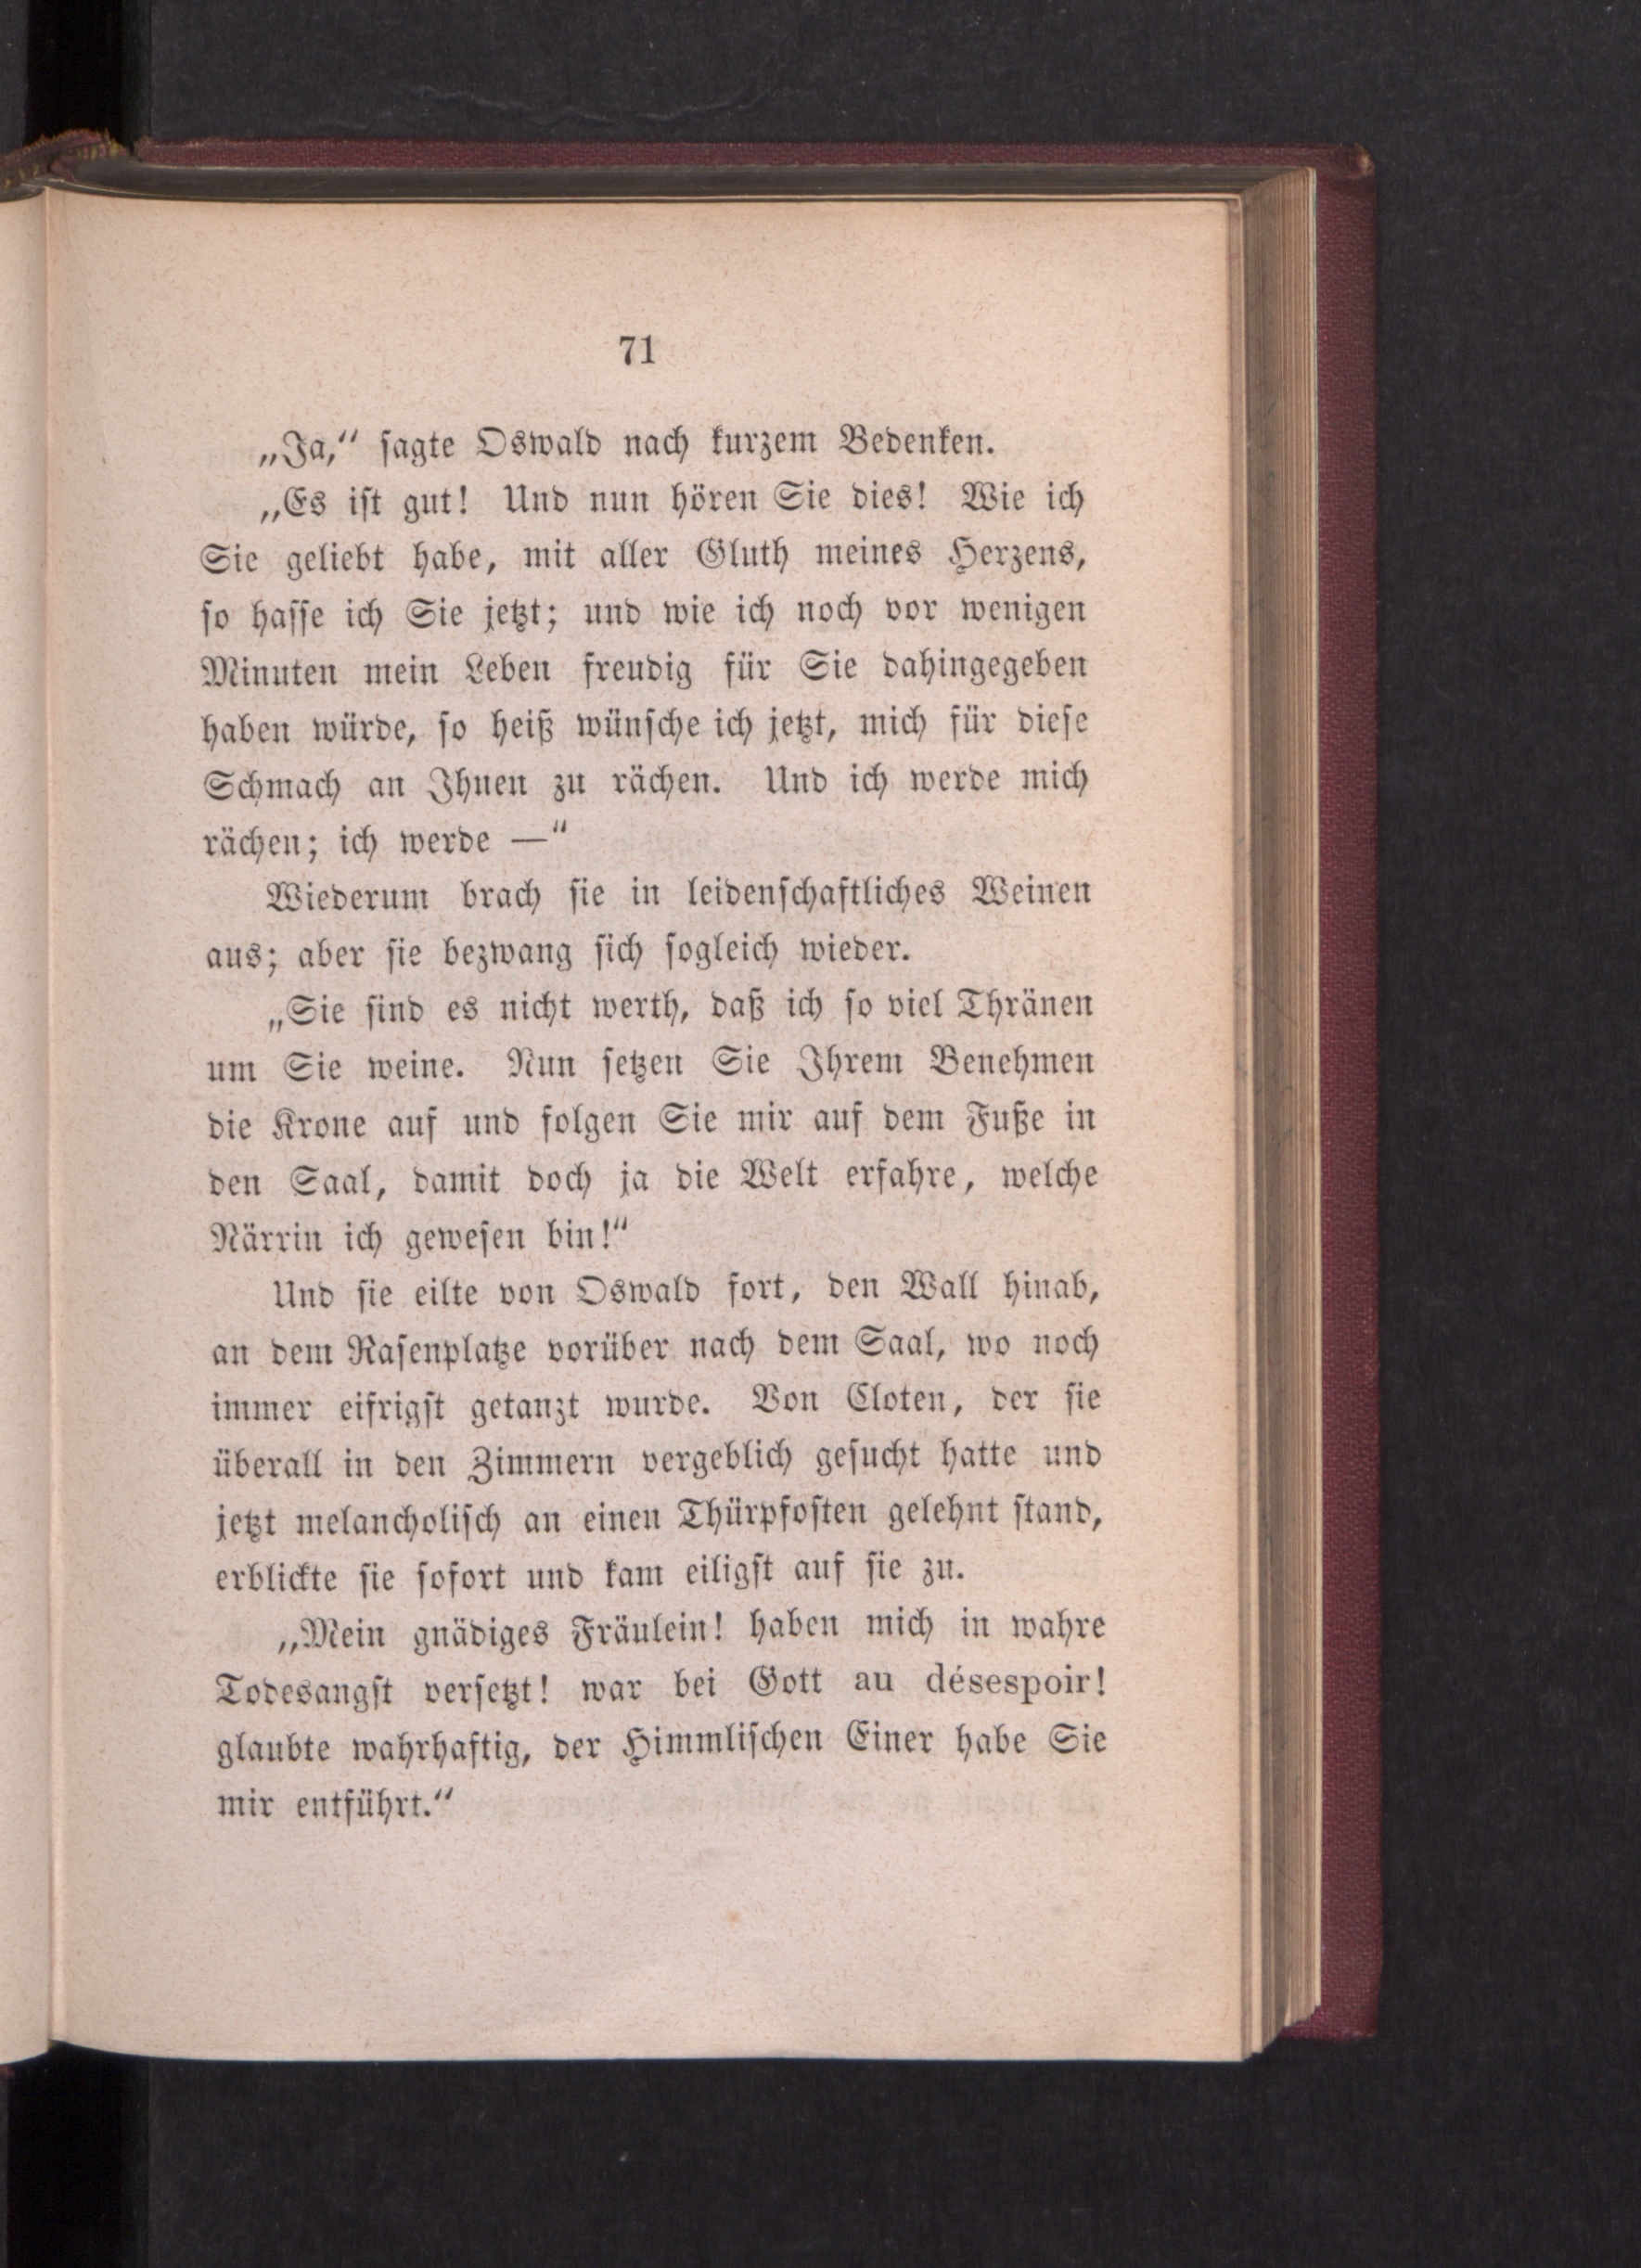 71
„Ja,“ sagte Oswald nach kurzem Bedenken.
„Es ist gut! Und nun hören Sie dies! Wie ich
Sie geliebt habe, mit aller Gluth meines Herzens,
so hasse ich Sie jetzt; und wie ich noch vor wenigen
Minuten mein Leben freudig für Sie dahingegeben
haben würde, so heiß wünsche ich jetzt, mich für diese
Schmach an Ihnen zu rächen. Und ich werde mich
rächen; ich werde —“
Wiederum brach sie in leidenschaftliches Weinen
aus; aber sie bezwang sich sogleich wieder.
„Sie sind es nicht werth, daß ich so viel Thränen
um Sie weine. Nun setzen Sie Ihrem Benehmen
die Krone auf und folgen Sie mir auf dem Fuße in
den Saal, damit doch ja die Welt erfahre, welche
Närrin ich gewesen bin!“
Und sie eilte von Oswald fort, den Wall hinab,
an dem Rasenplatze vorüber nach dem Saal, wo noch
immer eifrigst getanzt wurde. Von Cloten, der sie
überall in den Zimmern vergeblich gesucht hatte und
jetzt melancholisch an einen Thürpfosten gelehnt stand,
erblickte sie sofort und kam eiligst auf sie zu.
„Mein gnädiges Fräulein! haben mich in wahre
Todesangst versetzt! war bei Gott au désespoir!
glaubte wahrhaftig, der Himmlischen Einer habe Sie
mir entführt.“